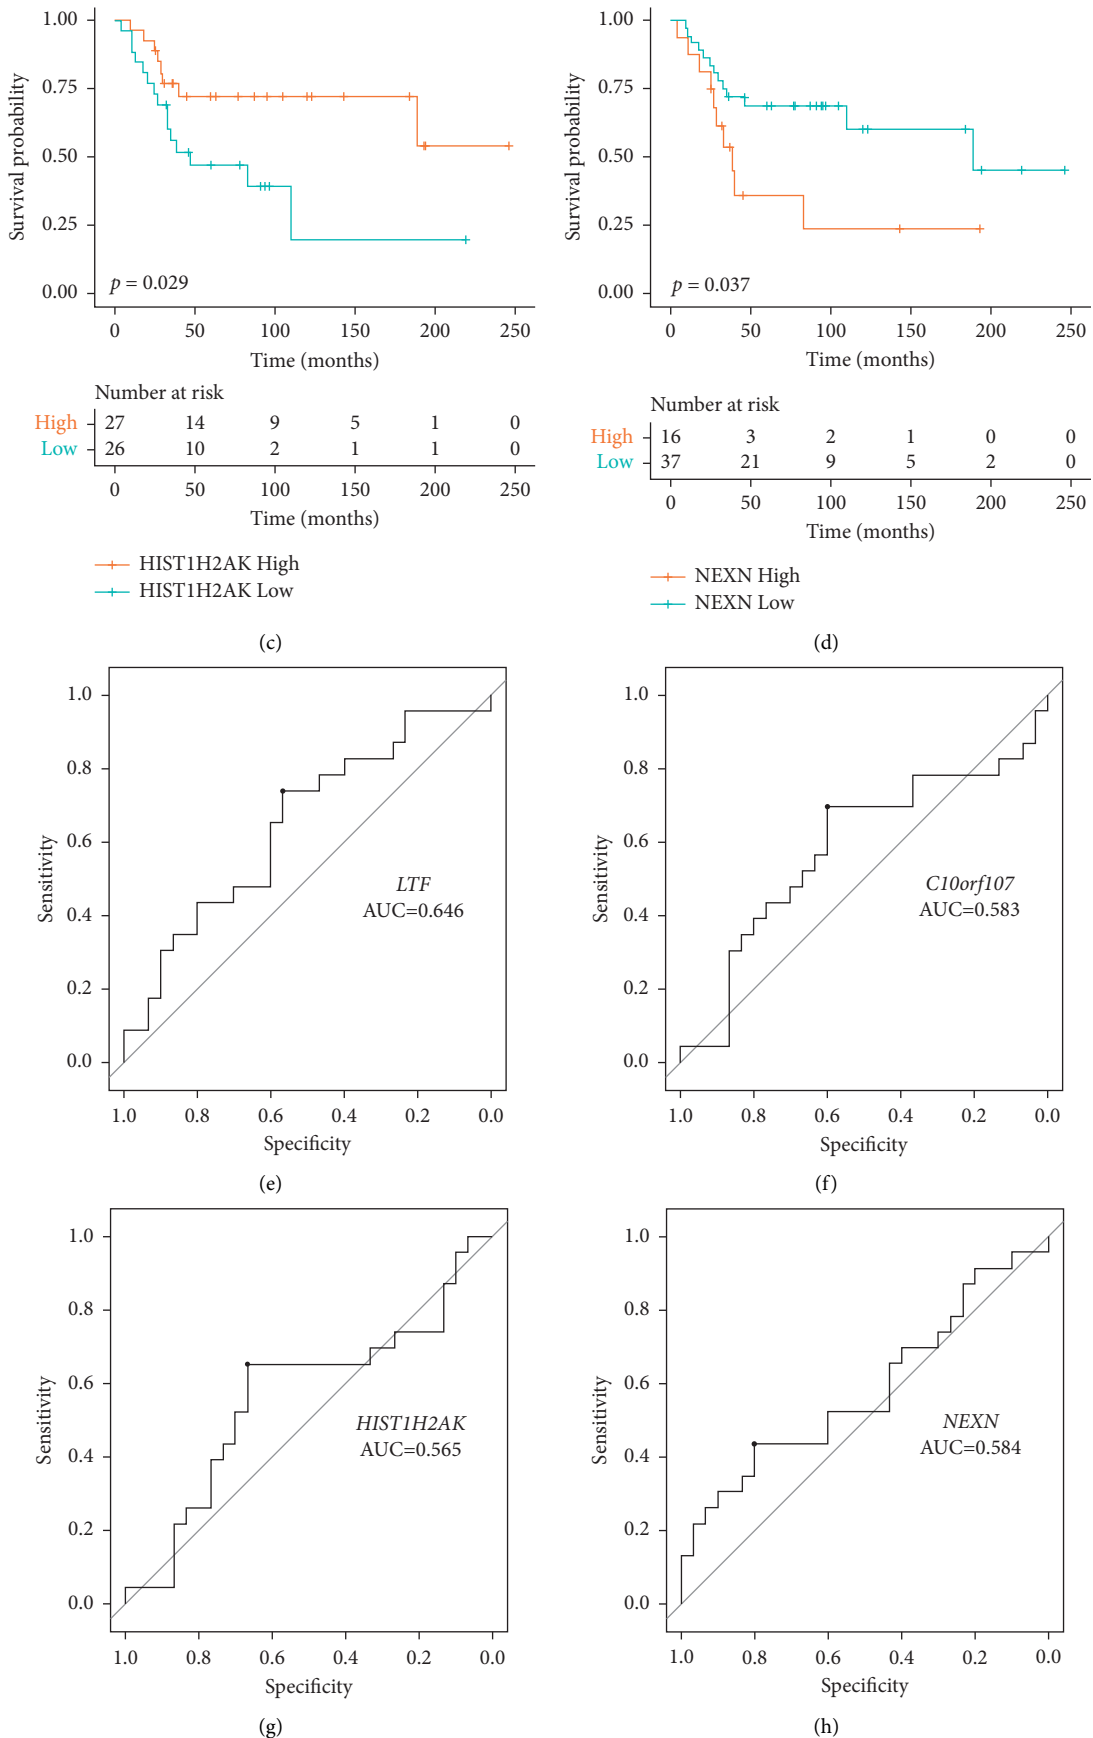 1.00
0.75
0.50
0.25
0.00
Survival probability
p = 0.029
0 50 100 150 200 250
Time (months)
Number at risk
High 27 14 9 5 1 0
Low 26 10 2 1 1 0
0 50 100 150 200 250
Time (months)
HIST1H2AK High
HIST1H2AK Low
(c)
1.00
0.75
0.50
0.25
0.00
Survival probability
p = 0.037
0 50 100 150 200 250
Time (months)
Number at risk
High 16 3 2 1 0 0
Low 37 21 9 5 2 0
0 50 100 150 200 250
Time (months)
NEXN High
NEXN Low
(d)
1.0
0.8
0.6
0.4
0.2
0.0
Sensitivity
LTF
AUC=0.646
1.0 0.8 0.6 0.4 0.2 0.0
Specificity
(e)
1.0
0.8
0.6
0.4
0.2
0.0
Sensitivity
C10orf107
AUC=0.583
1.0 0.8 0.6 0.4 0.2 0.0
Specificity
(f)
1.0
0.8
0.6
0.4
0.2
0.0
Sensitivity
HIST1H2AK
AUC=0.565
1.0 0.8 0.6 0.4 0.2 0.0
Specificity
(g)
1.0
0.8
0.6
0.4
0.2
0.0
Sensitivity
NEXN
AUC=0.584
1.0 0.8 0.6 0.4 0.2 0.0
Specificity
(h)